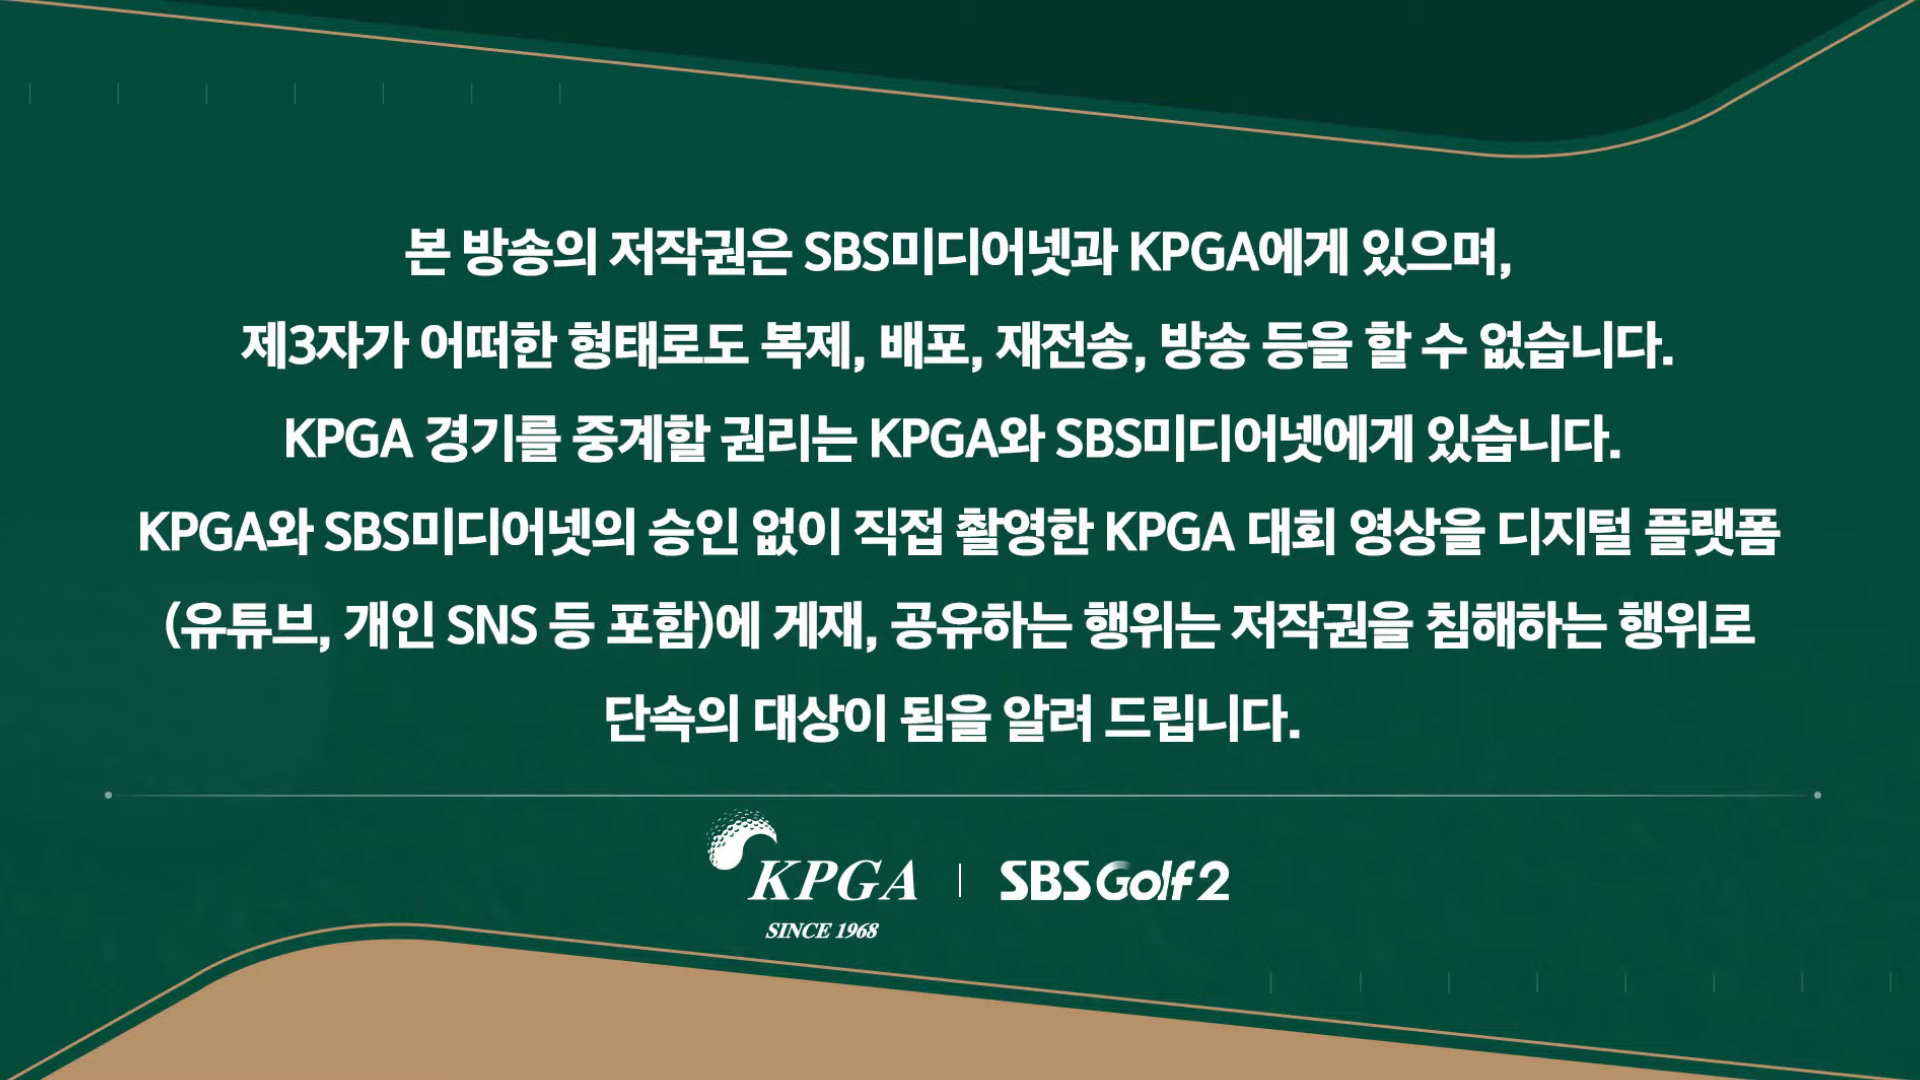 본 방송의 저작권은 SBS미디어넷과 KPGA에게 있으며,
제3자가 어떠한 형태로도 복제, 배포, 재전송, 방송 등을 할 수 없습니다.
KPGA 경기를 중계할 권리는 KPGA와 SBS미디어넷에게 있습니다.
KPGA와 SBS미디어넷의 승인 없이 직접 촬영한 KPGA 대회 영상을 디지털 플랫폼
(유튜브, 개인 SNS 등 포함)에 게재, 공유하는 행위는 저작권을 침해하는 행위로
단속의 대상이 됨을 알려 드립니다.
KPGA | SBS Golf 2
SINCE 1968